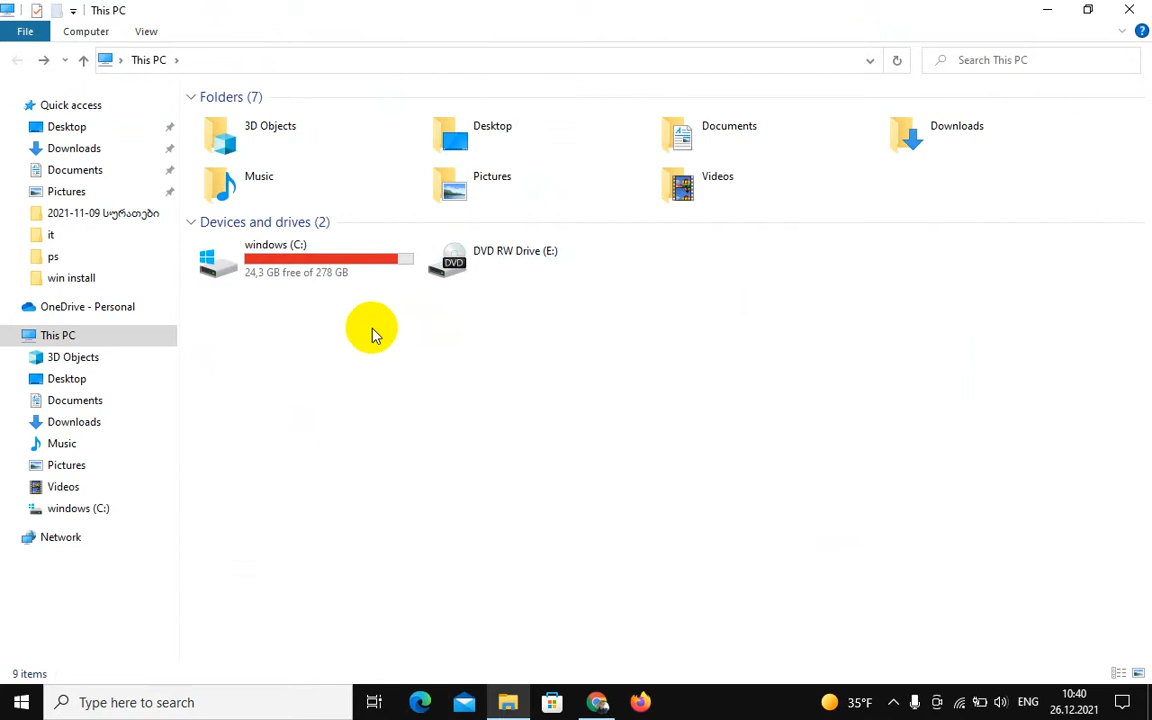 This PC
File
Computer
View
This PC
Search This PC
Quick access
Desktop
Downloads
Documents
Pictures
2021-11-09 სურათები
it
ps
win install
OneDrive - Personal
This PC
3D Objects
Desktop
Documents
Downloads
Music
Pictures
Videos
windows (C:)
Network
Folders (7)
3D Objects
Desktop
Documents
Downloads
Music
Pictures
Videos
Devices and drives (2)
windows (C:)
24,3 GB free of 278 GB
DVD RW Drive (E:)
DVD
9 items
Type here to search
35°F
ENG
10:40
26.12.2021